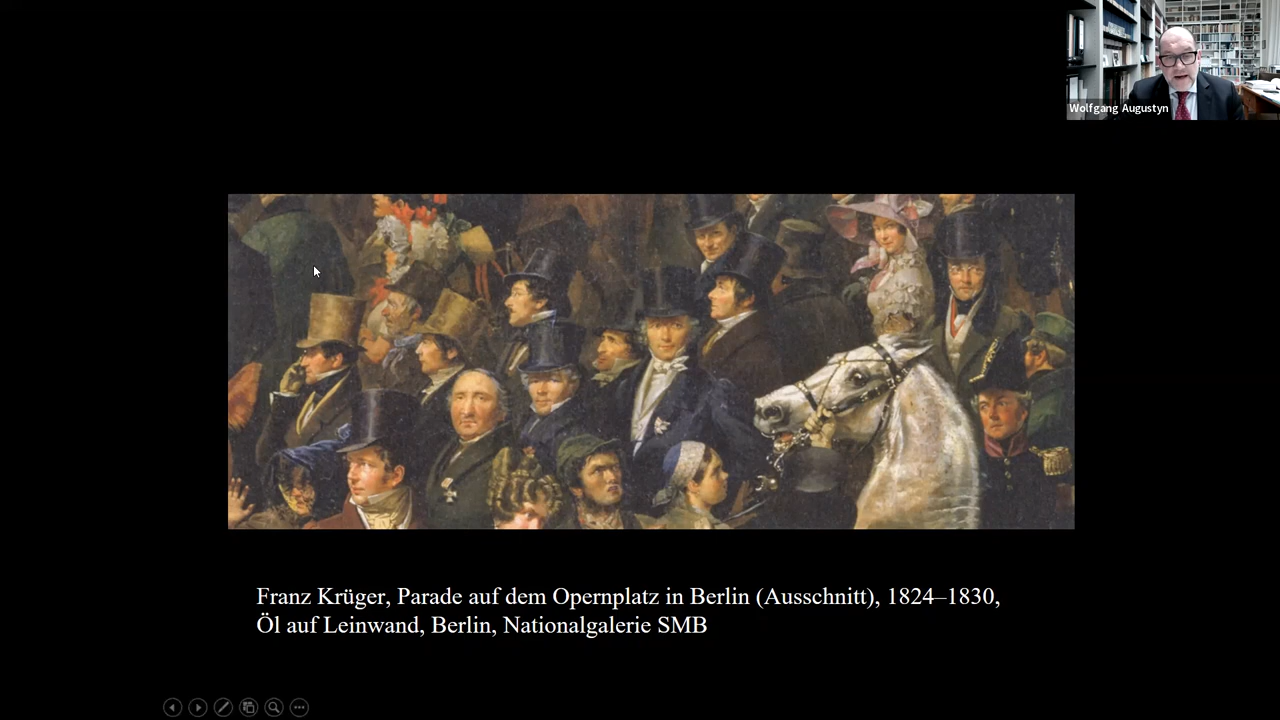 Wolfgang Augustyn
Franz Krüger, Parade auf dem Opernplatz in Berlin (Ausschnitt), 1824–1830,
Öl auf Leinwand, Berlin, Nationalgalerie SMB